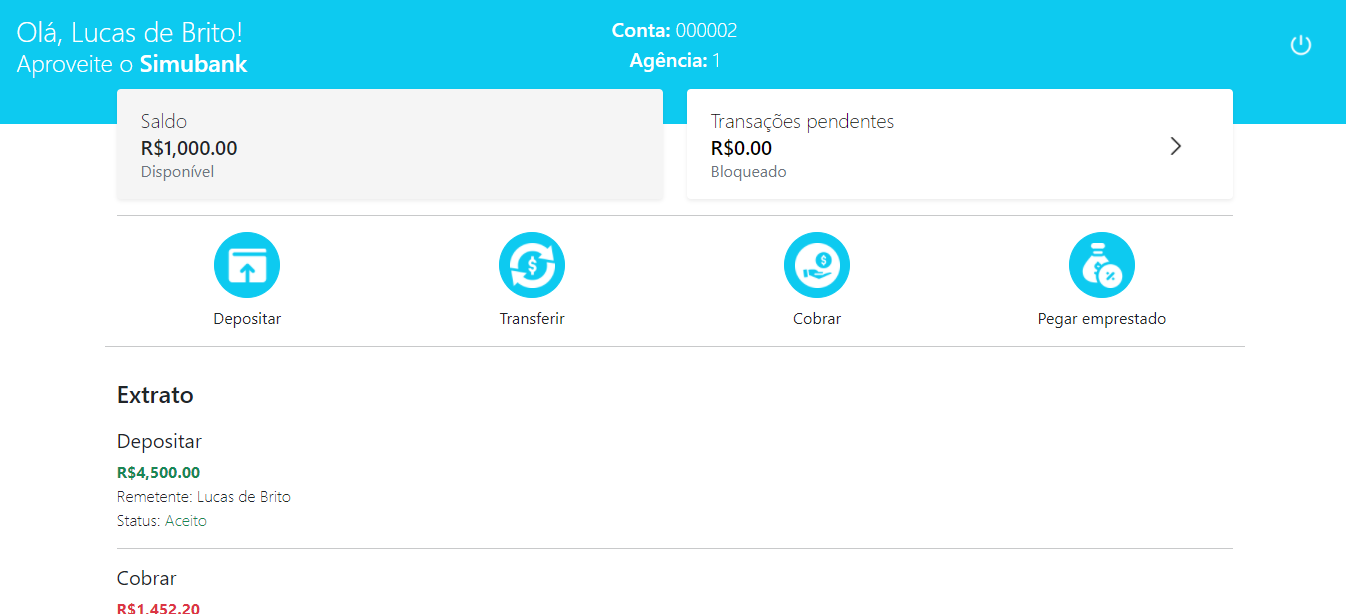 Olá, Lucas de Brito!
Aproveite o Simubank
Conta: 000002
Agência: 1
Saldo
R$1,000.00
Disponível
Transações pendentes
R$0.00
Bloqueado
Depositar
Transferir
Cobrar
Pegar emprestado
Extrato
Depositar
R$4,500.00
Remetente: Lucas de Brito
Status: Aceito
Cobrar
R$1,452.20